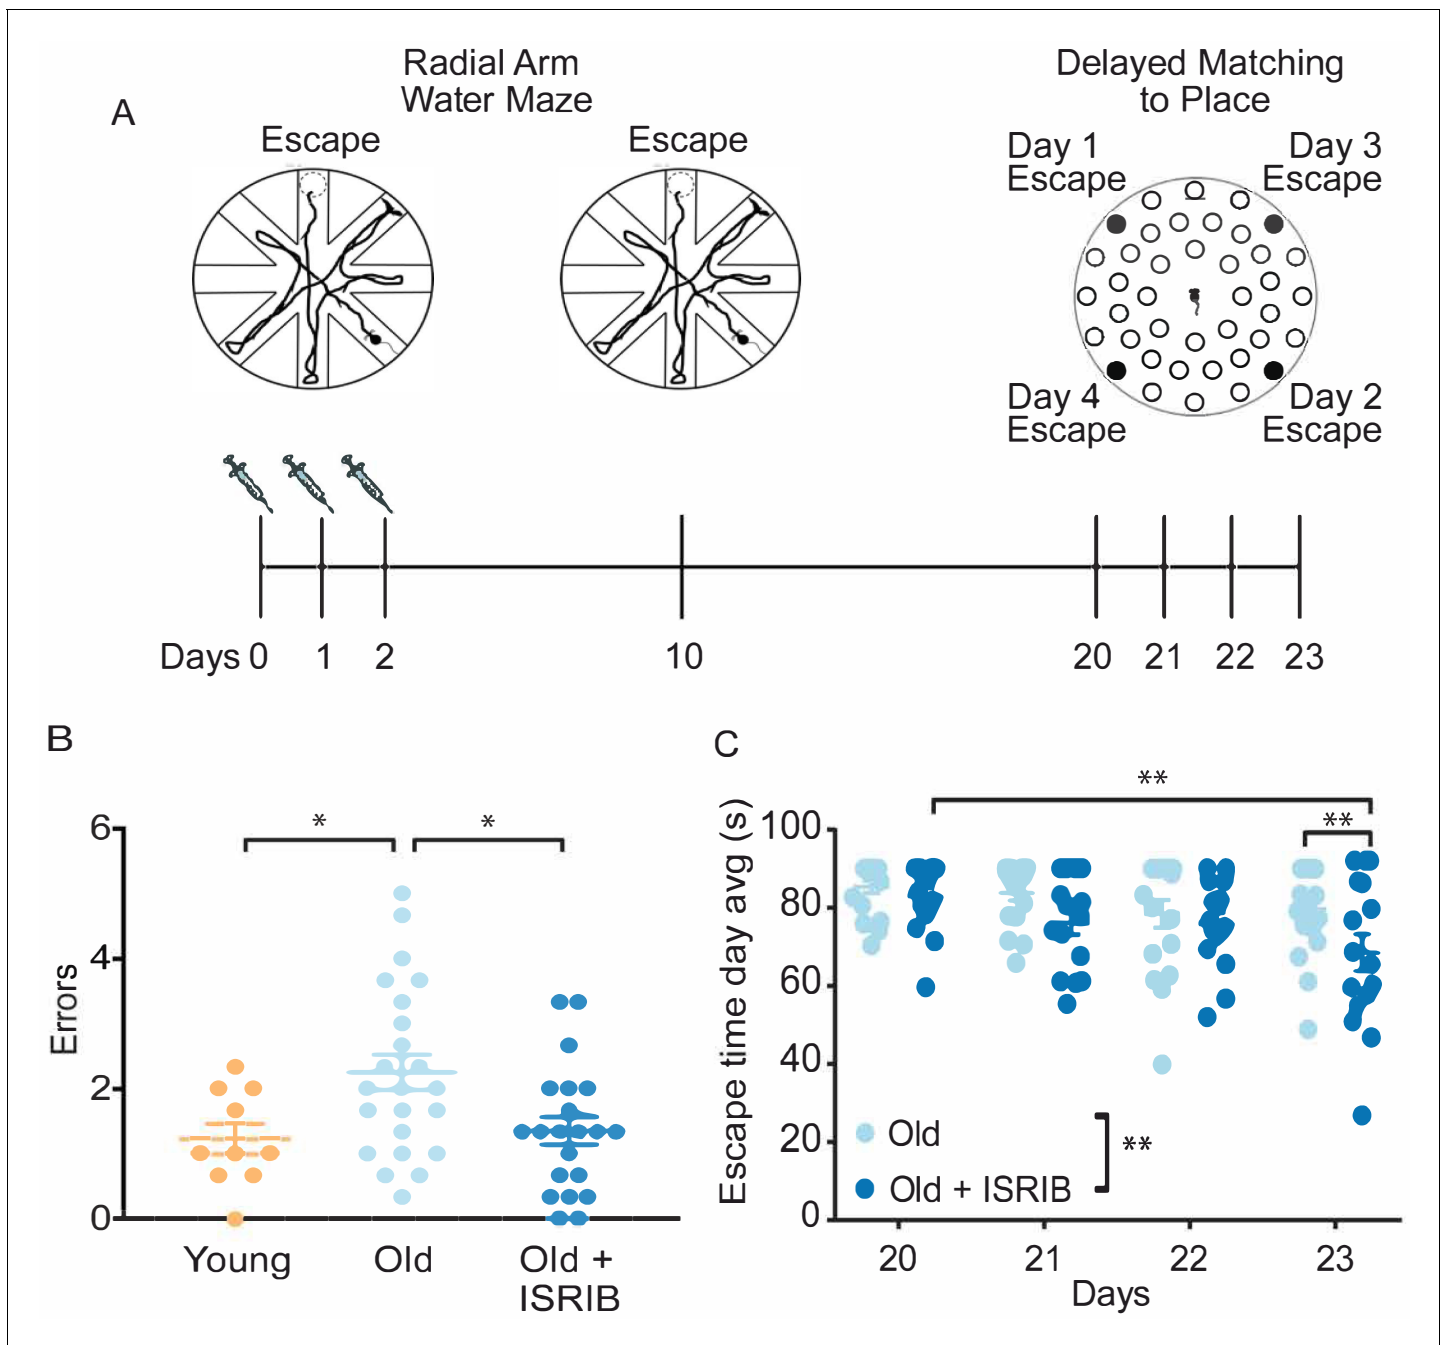 A
Radial Arm
Water Maze
Escape
Escape
Delayed Matching
to Place
Day 1
Escape
Day 3
Escape
Day 4
Escape
Day 2
Escape
Days 0 1 2 10 20 21 22 23
B
Errors
6
4
2
0
*
*
Young
Old
Old +
ISRIB
C
Escape time day avg (s)
100
80
60
40
20
0
**
**
Old
Old + ISRIB
**
20 21 22 23
Days